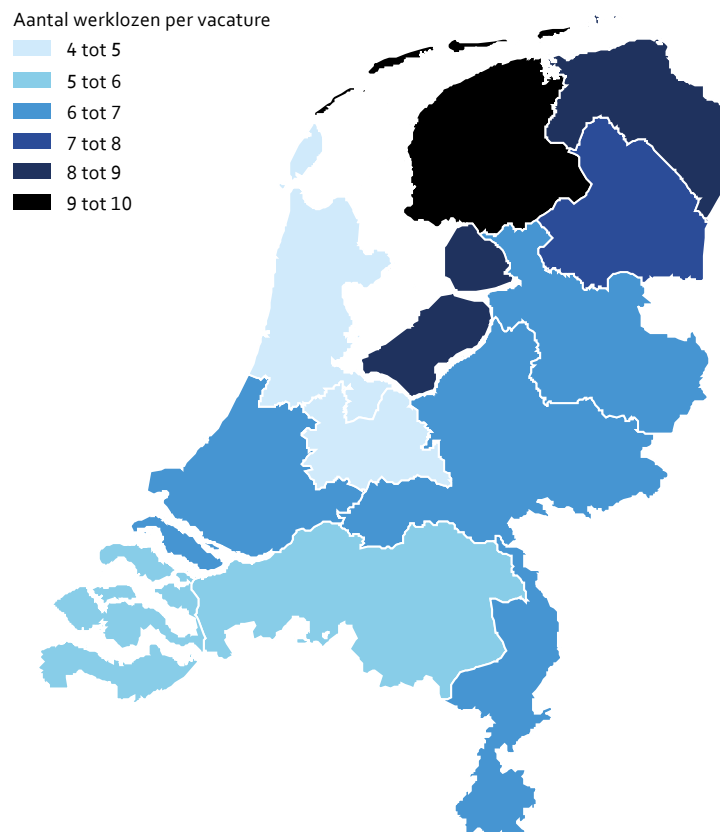 Aantal werklozen per vacature
4 tot 5
5 tot 6
6 tot 7
7 tot 8
8 tot 9
9 tot 10